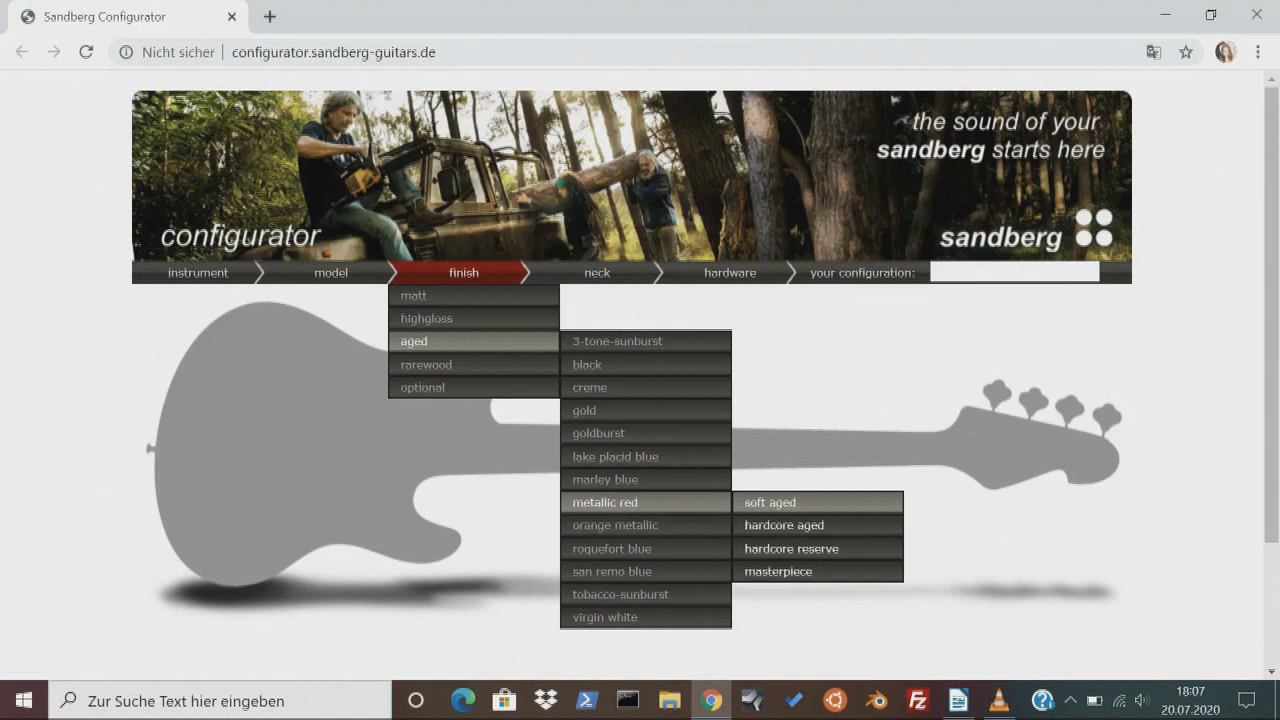 Sandberg Configurator
Nicht sicher | configurator.sandberg-guitars.de
the sound of your
sandberg starts here
configurator
sandberg
instrument
model
finish
neck
hardware
your configuration:
matt
highgloss
aged
rarewood
optional
3-tone-sunburst
black
creme
gold
goldburst
lake placid blue
marley blue
metallic red
orange metallic
roquefort blue
san remo blue
tobacco-sunburst
virgin white
soft aged
hardcore aged
hardcore reserve
masterpiece
Zur Suche Text hier eingeben
18:07
20.07.2020